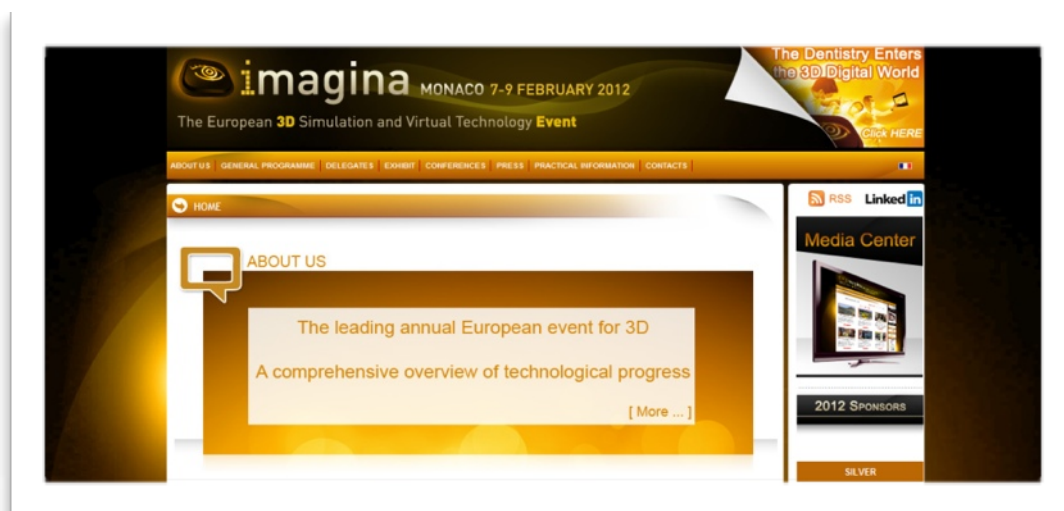 imagina MONACO 7-9 FEBRUARY 2012
The European 3D Simulation and Virtual Technology Event
The Dentistry Enters
the 3D Digital World
Click HERE
ABOUT US GENERAL PROGRAMME DELEGATES EXHIBIT CONFERENCES PRESS PRACTICAL INFORMATION CONTACTS
HOME
RSS LinkedIn
ABOUT US
The leading annual European event for 3D
A comprehensive overview of technological progress
[ More ... ]
Media Center
2012 SPONSORS
SILVER